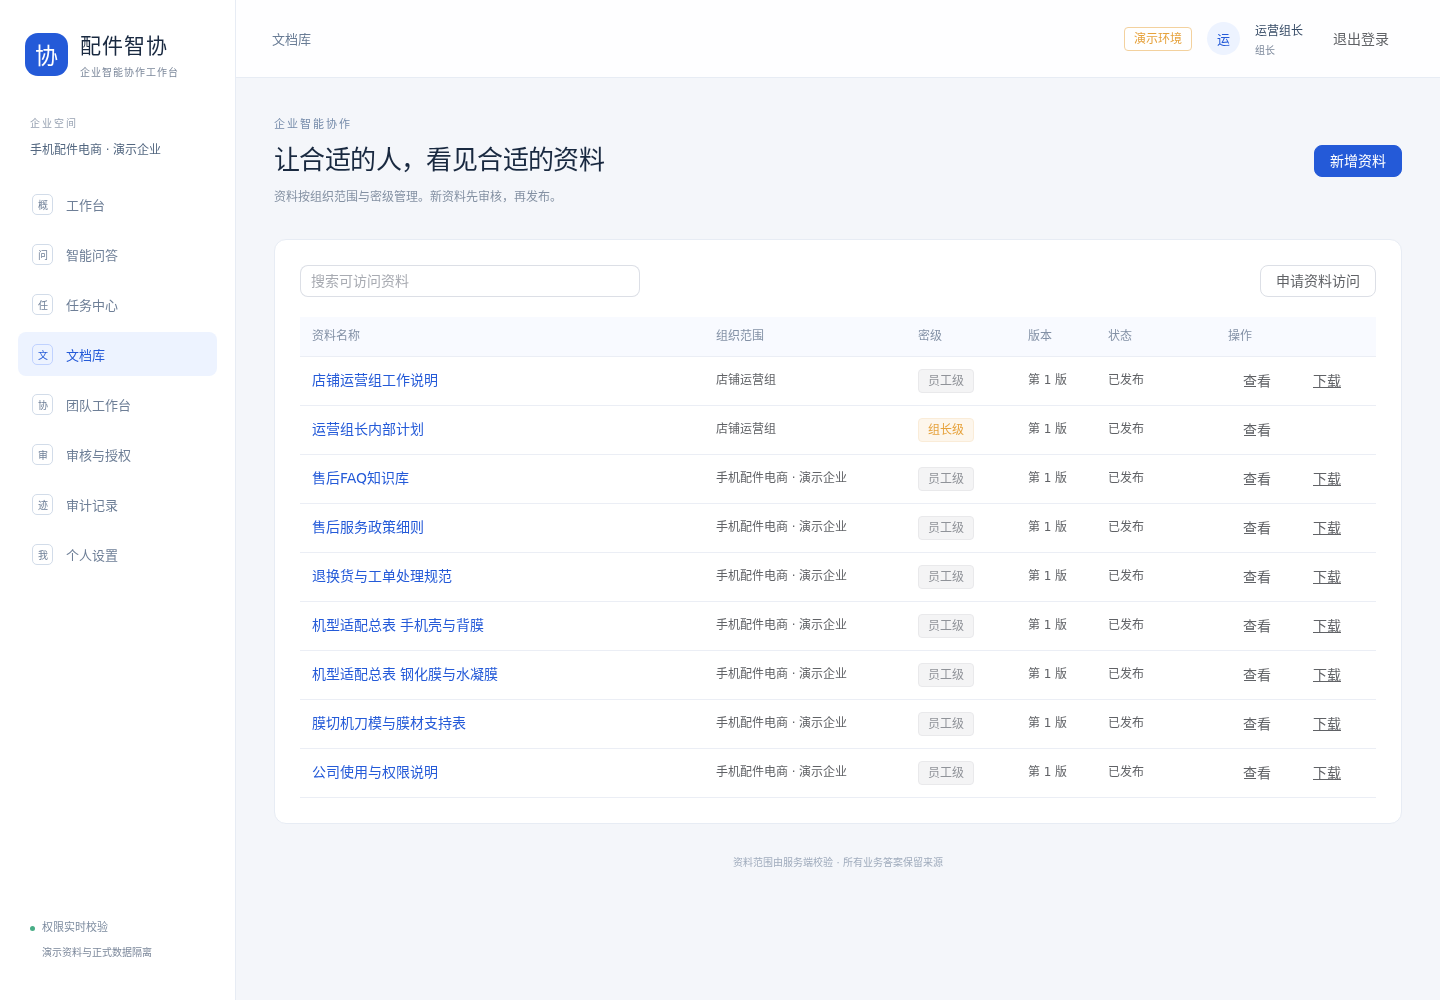 协
配件智协
企业智能协作工作台
企业空间
手机配件电商 · 演示企业
概 工作台
问 智能问答
任 任务中心
文 文档库
协 团队工作台
审 审核与授权
迹 审计记录
我 个人设置
权限实时校验
演示资料与正式数据隔离
文档库
演示环境
运
运营组长
组长
退出登录
企业智能协作
让合适的人，看见合适的资料
资料按组织范围与密级管理。新资料先审核，再发布。
新增资料
搜索可访问资料
申请资料访问
资料名称 组织范围 密级 版本 状态 操作
店铺运营组工作说明 店铺运营组 员工级 第 1 版 已发布 查看 下载
运营组长内部计划 店铺运营组 组长级 第 1 版 已发布 查看
售后FAQ知识库 手机配件电商 · 演示企业 员工级 第 1 版 已发布 查看 下载
售后服务政策细则 手机配件电商 · 演示企业 员工级 第 1 版 已发布 查看 下载
退换货与工单处理规范 手机配件电商 · 演示企业 员工级 第 1 版 已发布 查看 下载
机型适配总表 手机壳与背膜 手机配件电商 · 演示企业 员工级 第 1 版 已发布 查看 下载
机型适配总表 钢化膜与水凝膜 手机配件电商 · 演示企业 员工级 第 1 版 已发布 查看 下载
膜切机刀模与膜材支持表 手机配件电商 · 演示企业 员工级 第 1 版 已发布 查看 下载
公司使用与权限说明 手机配件电商 · 演示企业 员工级 第 1 版 已发布 查看 下载
资料范围由服务端校验 · 所有业务答案保留来源